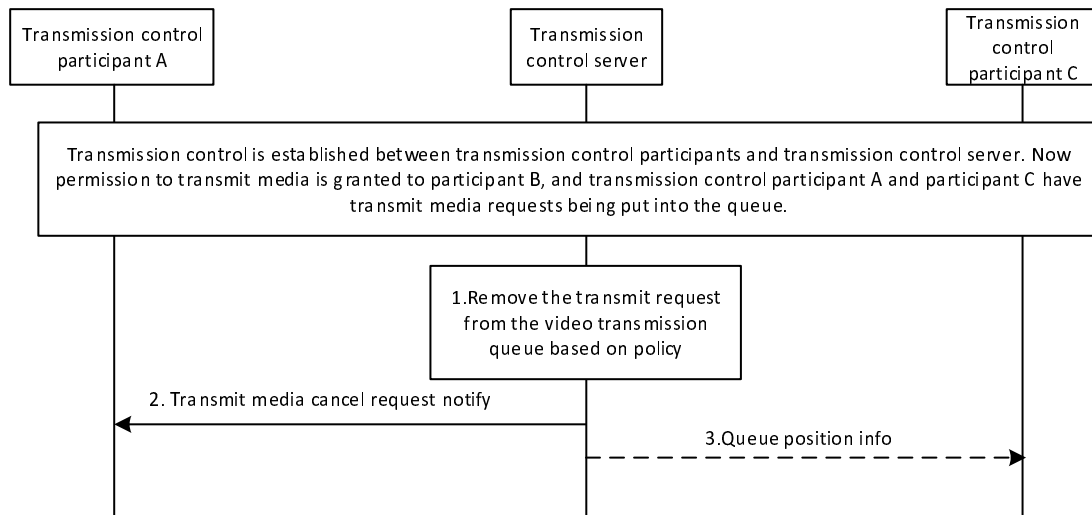 Transmission control
participant A
Transmission
control server
Transmission
control
participant C
Transmission control is established between transmission control participants and transmission control server. Now
permission to transmit media is granted to participant B, and transmission control participant A and participant C have
transmit media requests being put into the queue.
1.Remove the transmit request
from the video transmission
queue based on policy
2. Transmit media cancel request notify
3.Queue position info